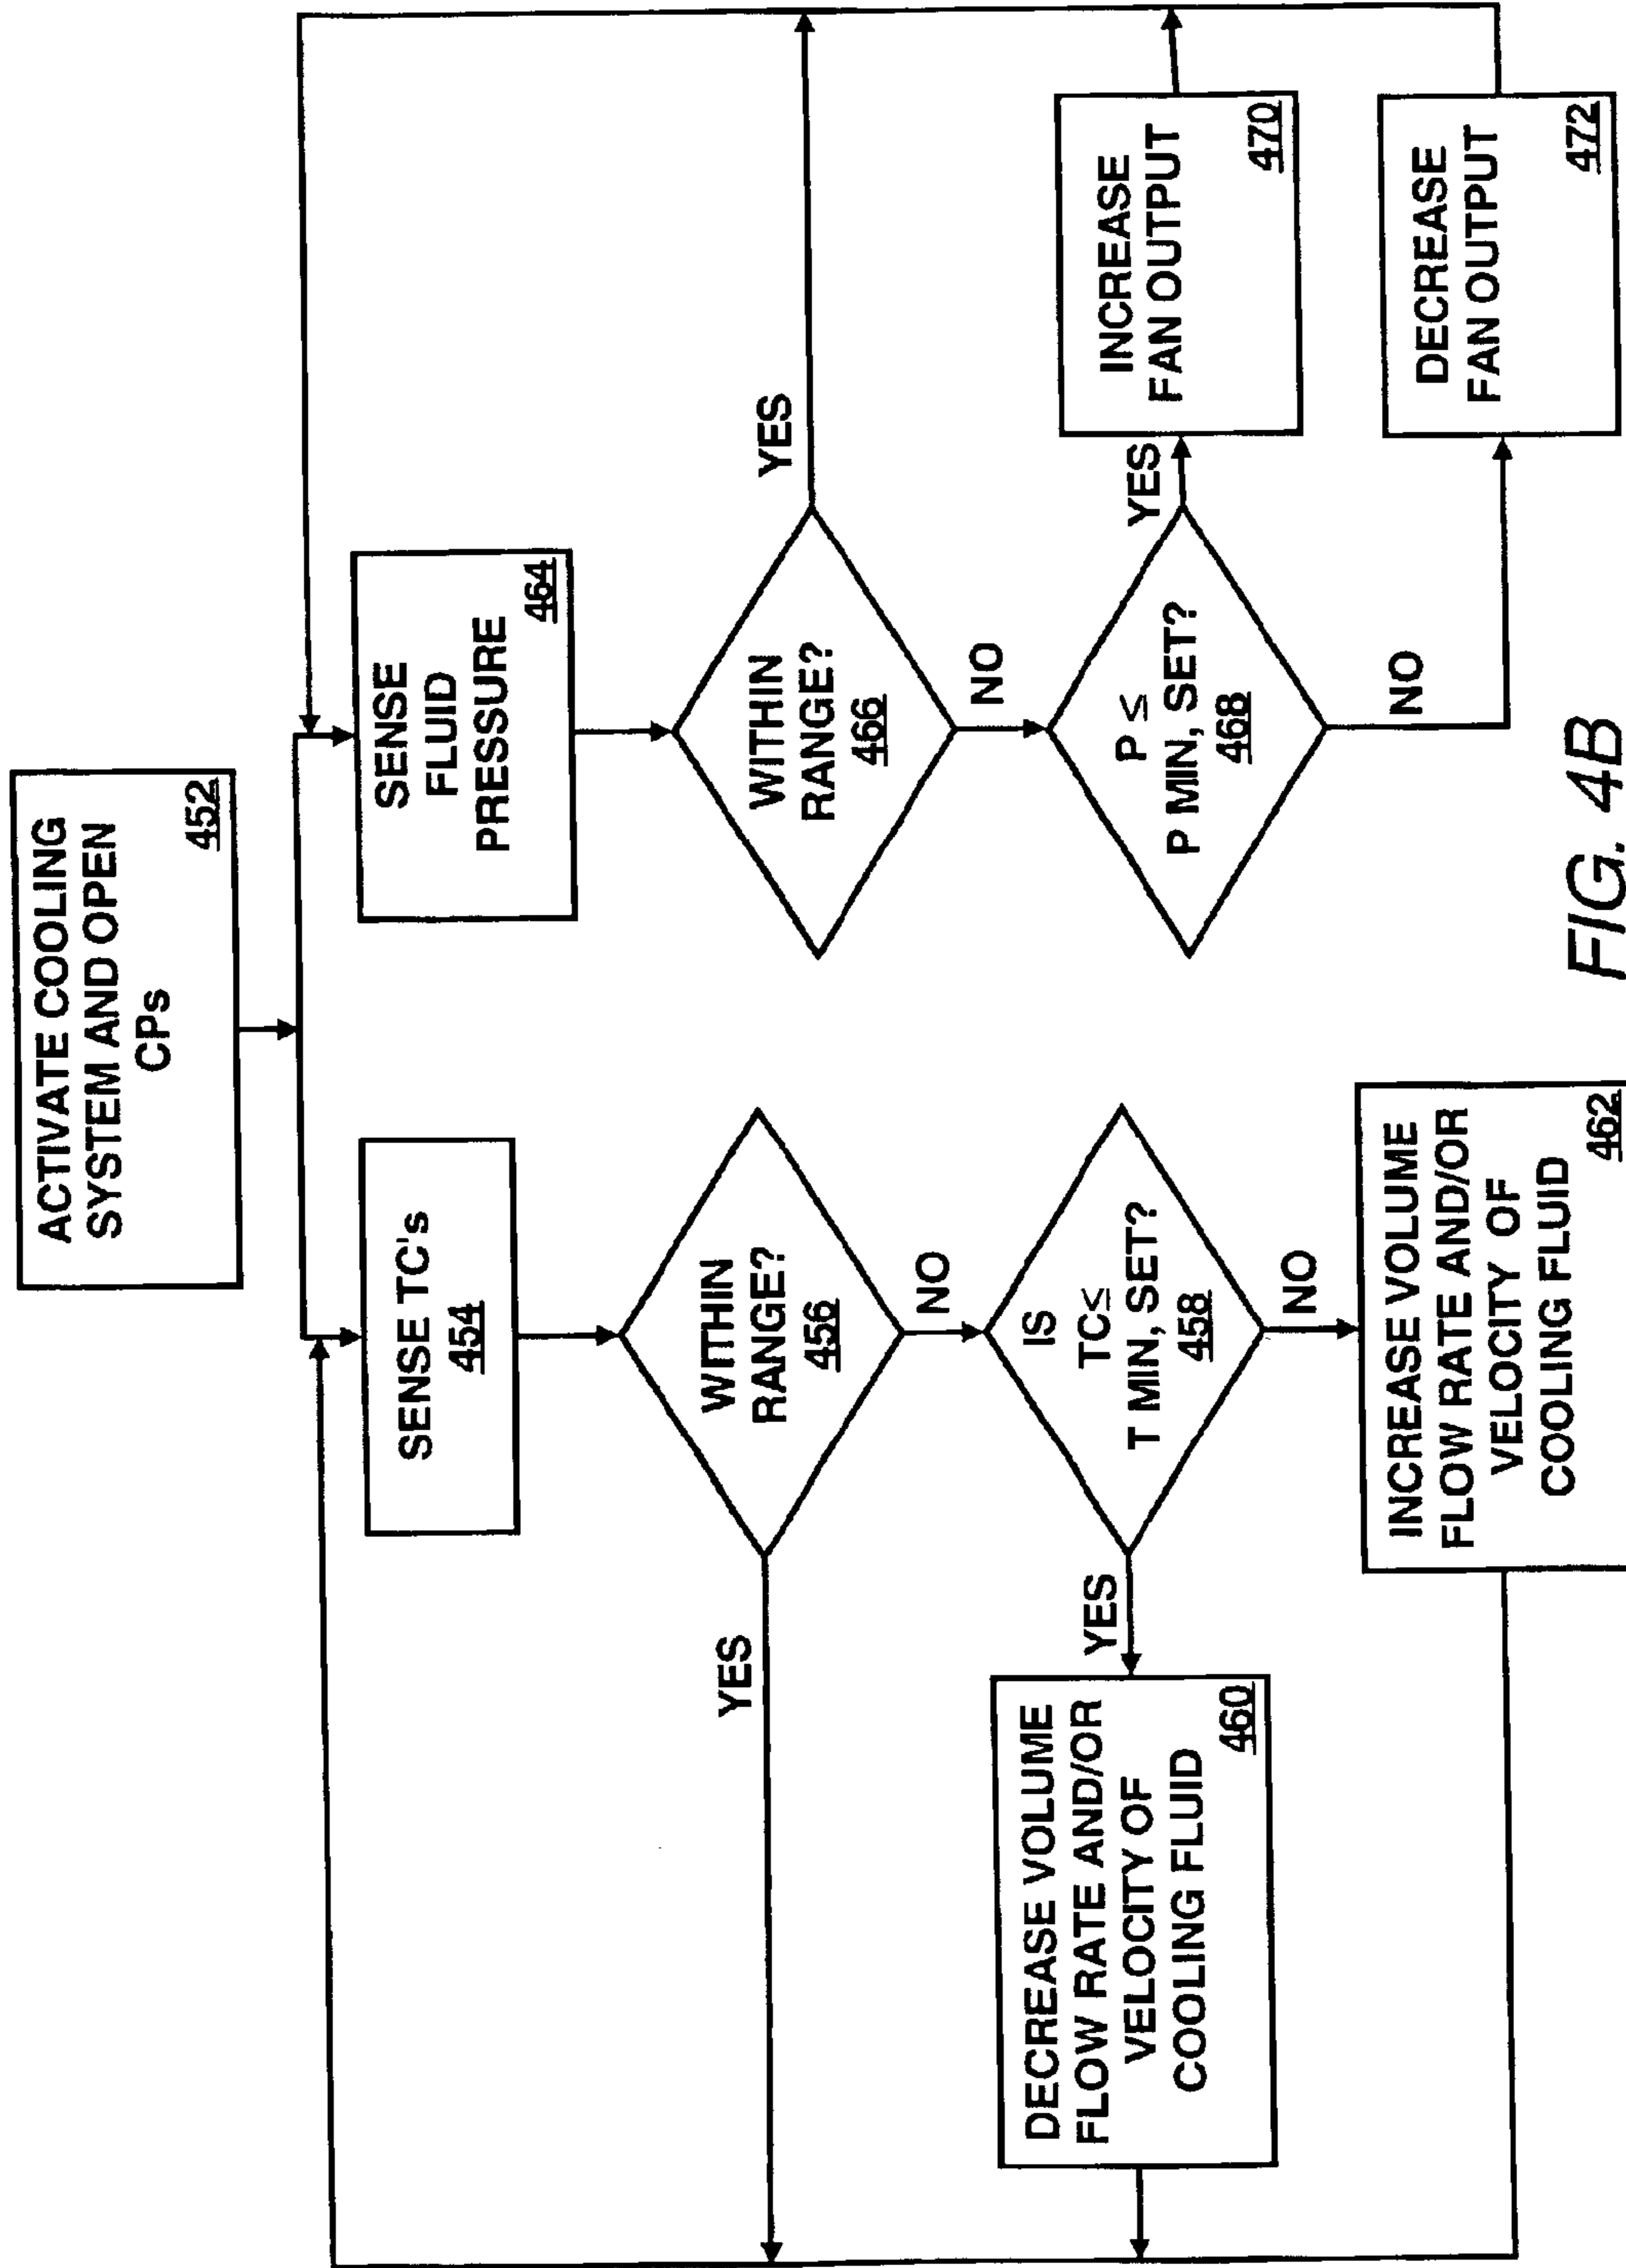 ACTIVATE COOLING
SYSTEM AND OPEN
CPs
452
SENSE TC's
454
WITHIN
RANGE?
456
YES
NO
IS
TC≤
T MIN, SET?
458
YES
NO
DECREASE VOLUME
FLOW RATE AND/OR
VELOCITY OF
COOLING FLUID
460
INCREASE VOLUME
FLOW RATE AND/OR
VELOCITY OF
COOLING FLUID
462
SENSE
FLUID
PRESSURE
464
WITHIN
RANGE?
466
YES
NO
P ≤
P MIN, SET?
468
YES
NO
INCREASE
FAN OUTPUT
470
DECREASE
FAN OUTPUT
472
FIG. 4B